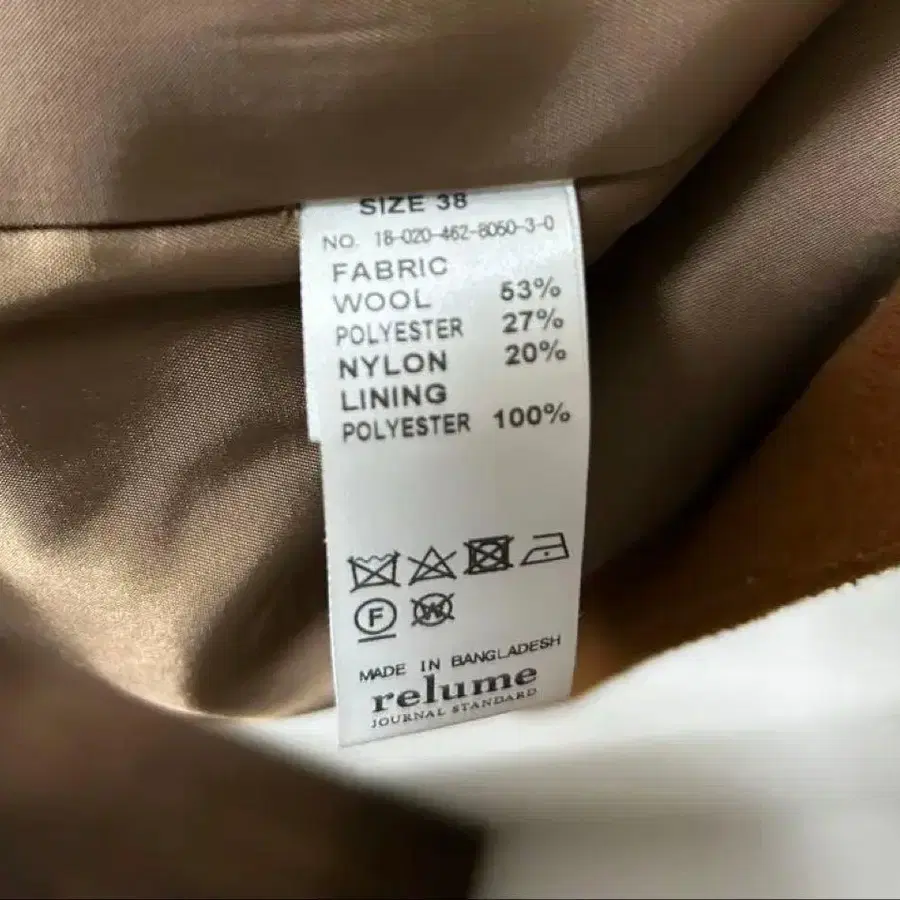 SIZE 38
NO. 18-020-462-8060-3-0
FABRIC
WOOL 53%
POLYESTER 27%
NYLON 20%
LINING
POLYESTER 100%
F
W
MADE IN BANGLADESH
relume
JOURNAL STANDARD